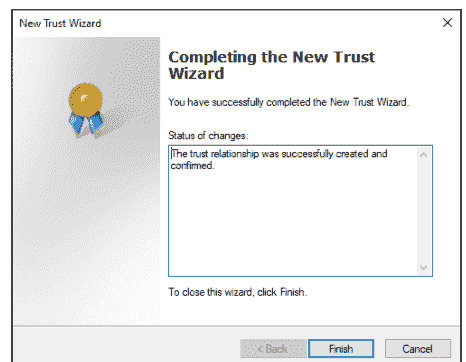 New Trust Wizard
Completing the New Trust
Wizard
You have successfully completed the New Trust Wizard.
Status of changes:
The trust relationship was successfully created and
confirmed.
To close this wizard, click Finish.
< Back
Finish
Cancel